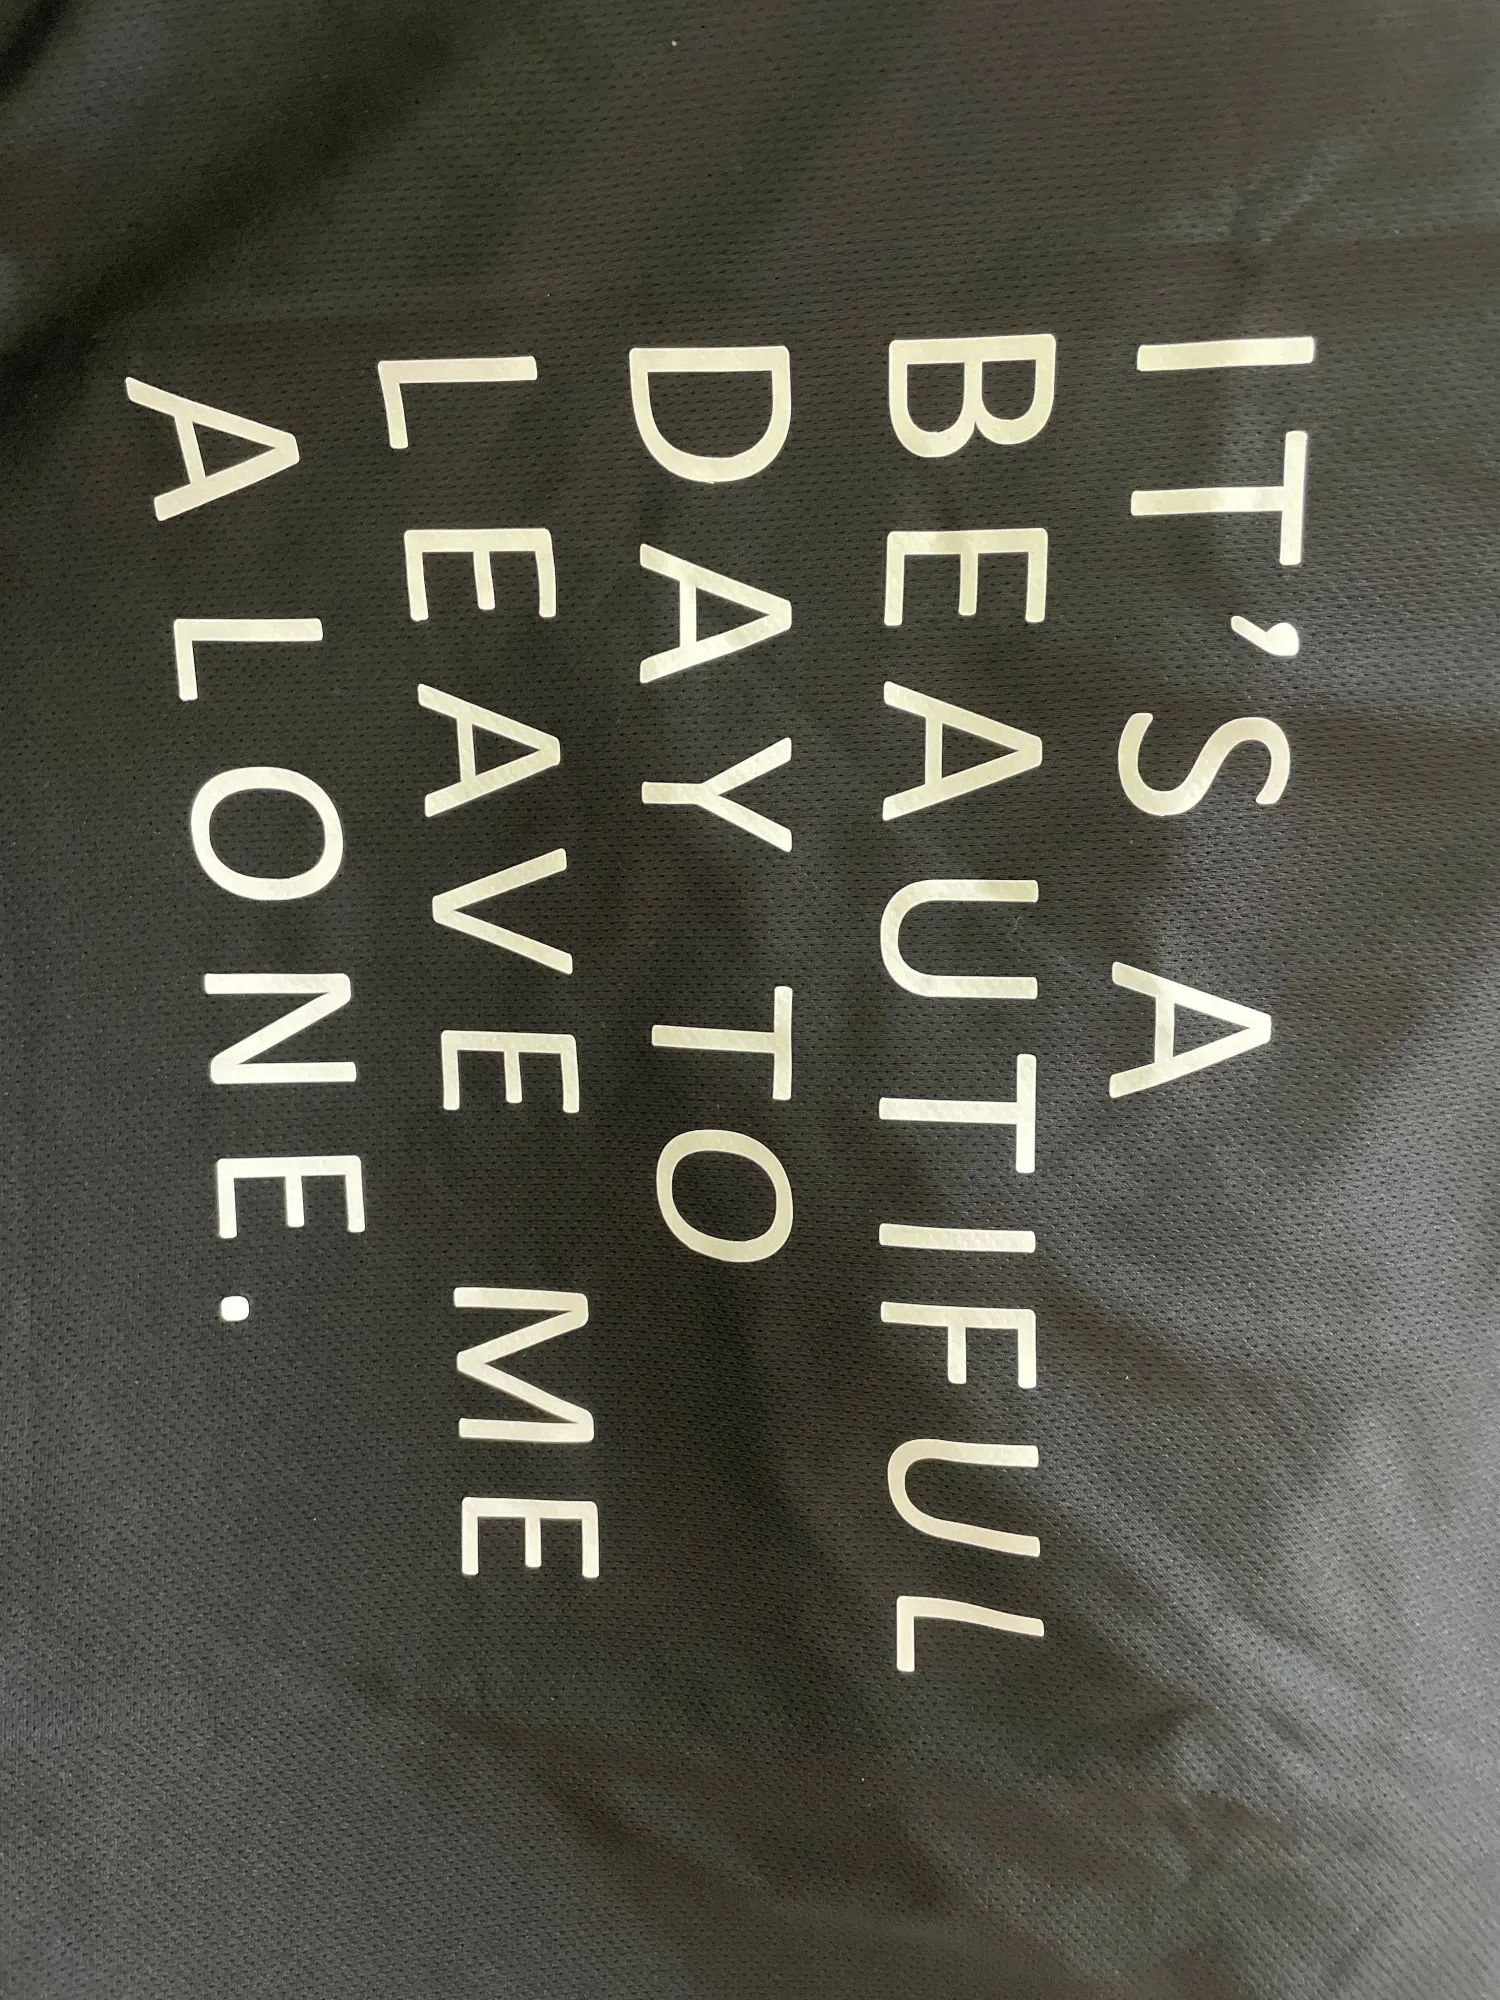 IT'S A
BEAUTIFUL
DAY TO
LEAVE ME
ALONE.